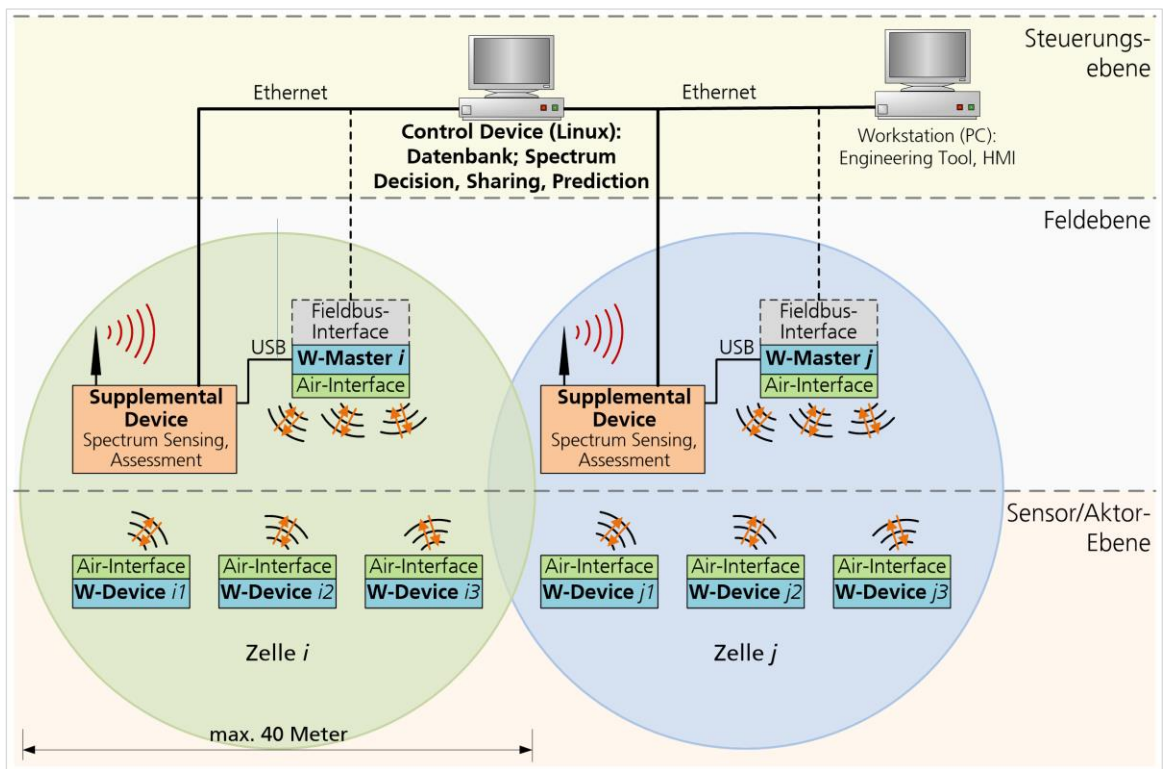 Steuerungs-
ebene
Ethernet
Ethernet
Control Device (Linux):
Datenbank; Spectrum
Decision, Sharing, Prediction
Workstation (PC):
Engineering Tool, HMI
Feldebene
Fieldbus-
Interface
USB
W-Master i
Air-Interface
Supplemental
Device
Spectrum Sensing,
Assessment
Fieldbus-
Interface
USB
W-Master j
Air-Interface
Supplemental
Device
Spectrum Sensing,
Assessment
Sensor/Aktor-
Ebene
Air-Interface
W-Device i1
Air-Interface
W-Device i2
Air-Interface
W-Device i3
Air-Interface
W-Device j1
Air-Interface
W-Device j2
Air-Interface
W-Device j3
Zelle i
Zelle j
max. 40 Meter